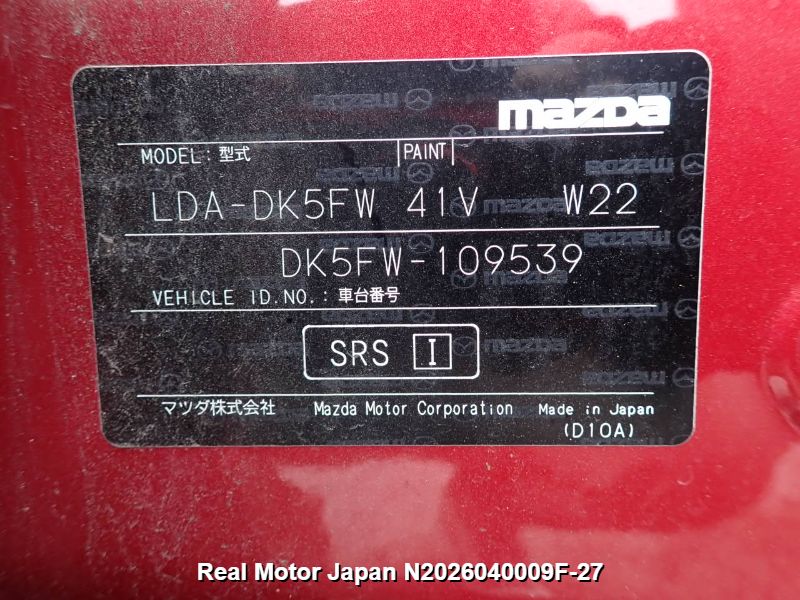 mazda
MODEL: 型式 PAINT
LDA-DK5FW 41V W22
DK5FW-109539
VEHICLE ID.NO.: 車台番号
SRS I
マツダ株式会社 Mazda Motor Corporation Made in Japan
(D10A)
Real Motor Japan N2026040009F-27